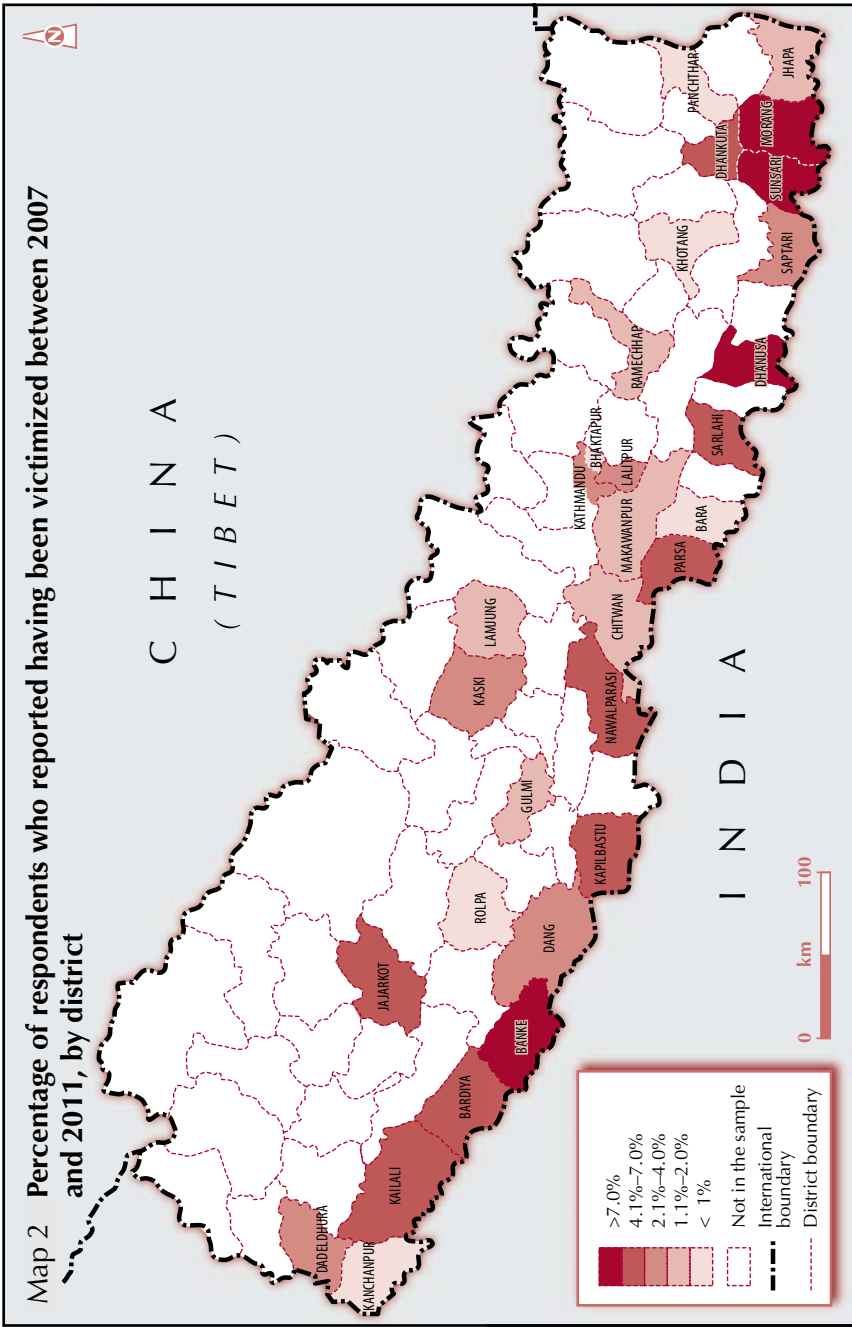 Map 2 Percentage of respondents who reported having been victimized between 2007
and 2011, by district
N
C H I N A
( T I B E T )
I N D I A
DADELDHURA
KANCHANPUR
KAILALI
BARDIYA
BANKE
JAJARKOT
ROLPA
DANG
KAPILBASTU
GULMI
KASKI
LAMJUNG
NAWALPARASI
CHITWAN
KATHMANDU
BHAKTAPUR
LALITPUR
MAKAWANPUR
PARSA
BARA
SARLAHI
RAMECHHAP
DHANUSA
KHOTANG
SAPTARI
DHANKUTA
SUNSARI
MORANG
PANCHTHAR
JHAPA
>7.0%
4.1%–7.0%
2.1%–4.0%
1.1%–2.0%
< 1%
Not in the sample
International
boundary
District boundary
0 km 100